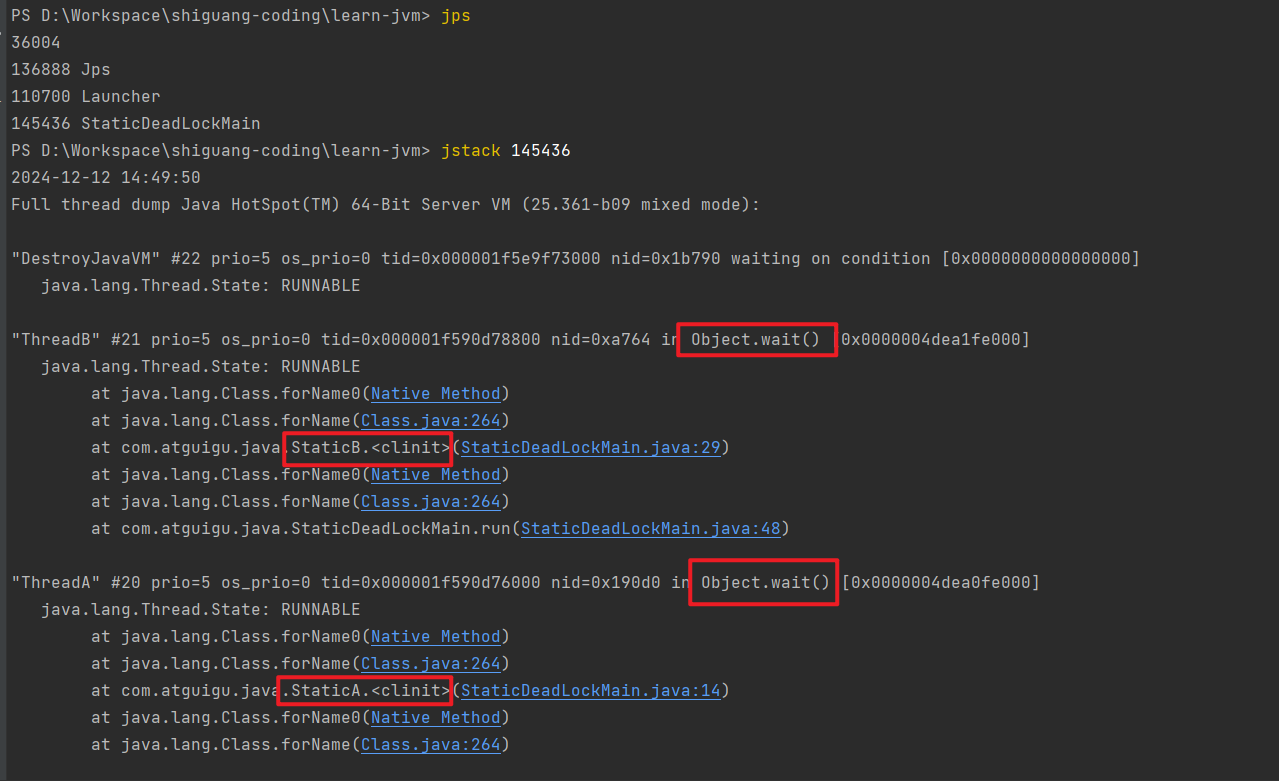 PS D:\Workspace\shiguang-coding\learn-jvm> jps
36004
136888 Jps
110700 Launcher
145436 StaticDeadLockMain
PS D:\Workspace\shiguang-coding\learn-jvm> jstack 145436
2024-12-12 14:49:50
Full thread dump Java HotSpot(TM) 64-Bit Server VM (25.361-b09 mixed mode):
"DestroyJavaVM" #22 prio=5 os_prio=0 tid=0x000001f5e9f73000 nid=0x1b790 waiting on condition [0x0000000000000000]
java.lang.Thread.State: RUNNABLE
"ThreadB" #21 prio=5 os_prio=0 tid=0x000001f590d78800 nid=0xa764 in Object.wait() [0x0000004dea1fe000]
java.lang.Thread.State: RUNNABLE
at java.lang.Class.forName0(Native Method)
at java.lang.Class.forName(Class.java:264)
at com.atguigu.java.StaticB.<clinit>(StaticDeadLockMain.java:29)
at java.lang.Class.forName0(Native Method)
at java.lang.Class.forName(Class.java:264)
at com.atguigu.java.StaticDeadLockMain.run(StaticDeadLockMain.java:48)
"ThreadA" #20 prio=5 os_prio=0 tid=0x000001f590d76000 nid=0x190d0 in Object.wait() [0x0000004dea0fe000]
java.lang.Thread.State: RUNNABLE
at java.lang.Class.forName0(Native Method)
at java.lang.Class.forName(Class.java:264)
at com.atguigu.java.StaticA.<clinit>(StaticDeadLockMain.java:14)
at java.lang.Class.forName0(Native Method)
at java.lang.Class.forName(Class.java:264)